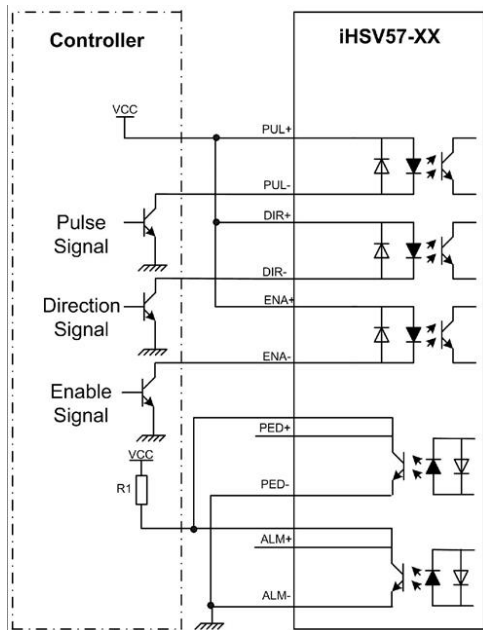 Controller
iHSV57-XX
VCC
PUL+
PUL-
Pulse
Signal
DIR+
DIR-
Direction
Signal
ENA+
ENA-
Enable
Signal
VCC
R1
PED+
PED-
ALM+
ALM-